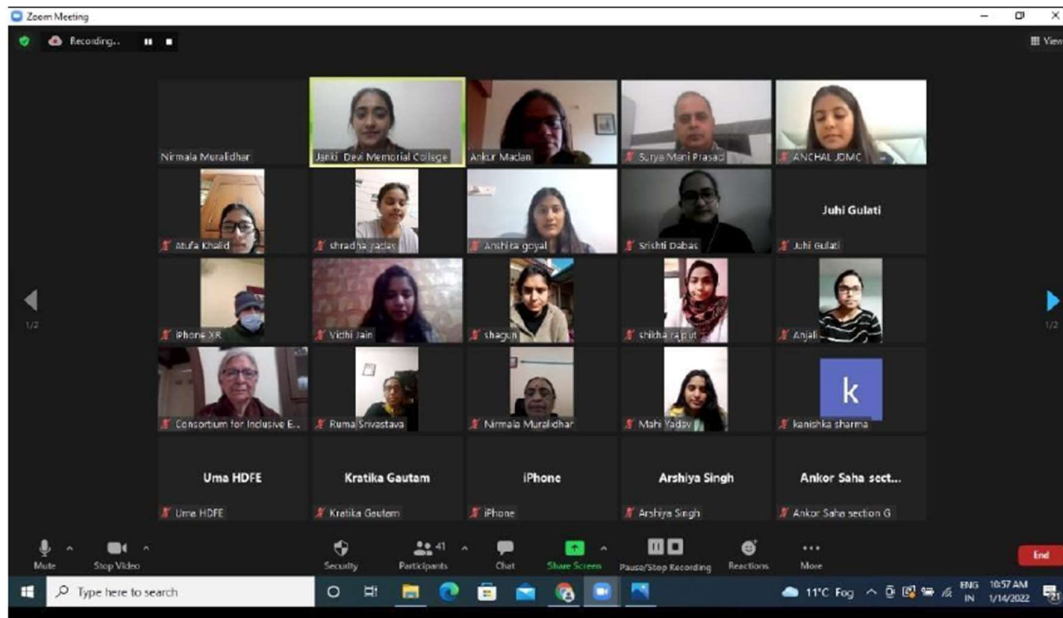 Zoom Meeting
Recording...
View
Nirmala Muralidhar
Janki Devi Memorial College
Ankur Madan
Surya Mani Prasad
ANCHAL JDMC
Atufa Khalid
shradha yadav
Anshika goyal
Srishti Dabas
Juhi Gulati
Juhi Gulati
1/2
iPhone XR
Vidhi Jain
shagun
shikha rajput
Anjali
1/2
Consortium for Inclusive E...
Ruma Srivastava
Nirmala Muralidhar
Mahi Yadav
k
kanishka sharma
Uma HDFE
Kratika Gautam
iPhone
Arshiya Singh
Ankor Saha sect...
Uma HDFE
Kratika Gautam
iPhone
Arshiya Singh
Ankor Saha section G
41
Mute
Stop Video
Security
Participants
Chat
Share Screen
Pause/Stop Recording
Reactions
More
End
Type here to search
11°C Fog
ENG
IN
10:57 AM
1/14/2022
21